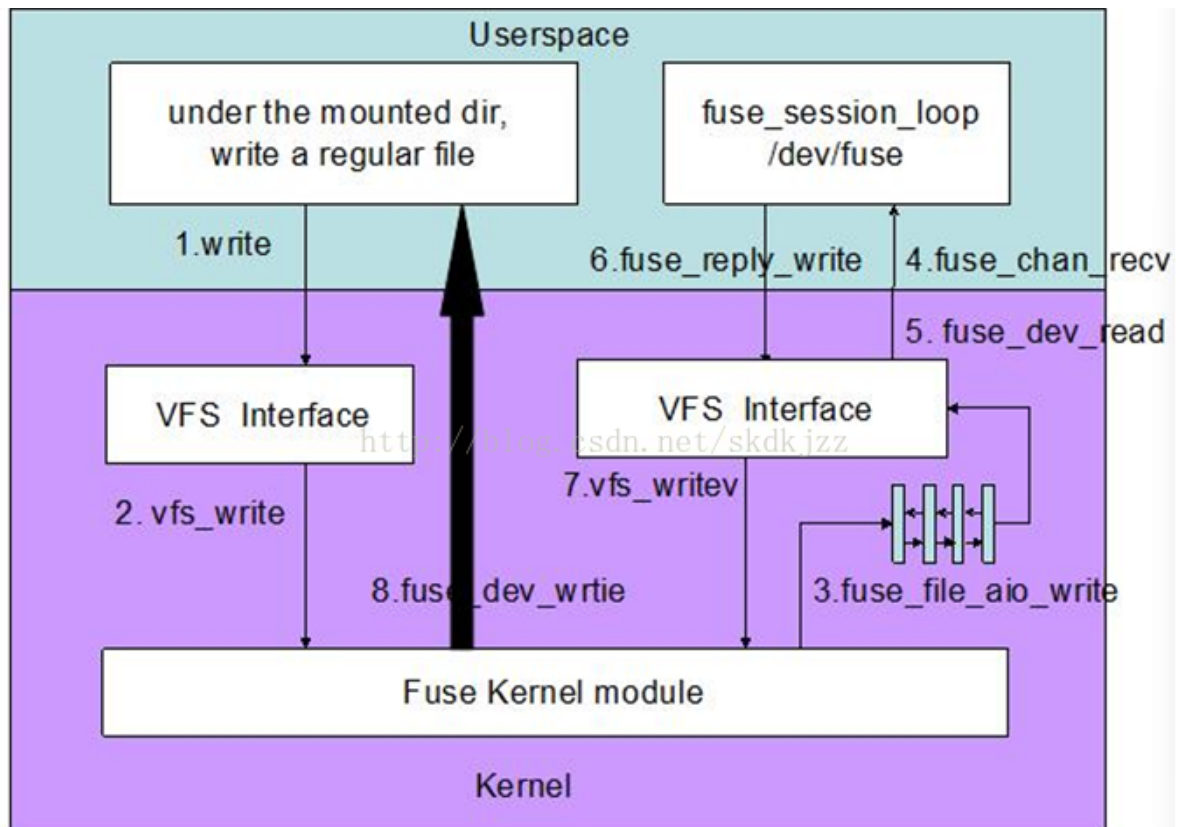 Userspace
under the mounted dir,
write a regular file
fuse_session_loop
/dev/fuse
1.write
6.fuse_reply_write
4.fuse_chan_recv
5. fuse_dev_read
VFS Interface
VFS Interface
http://blog.csdn.net/skdkjzz
2. vfs_write
7.vfs_writev
8.fuse_dev_wrtie
3.fuse_file_aio_write
Fuse Kernel module
Kernel